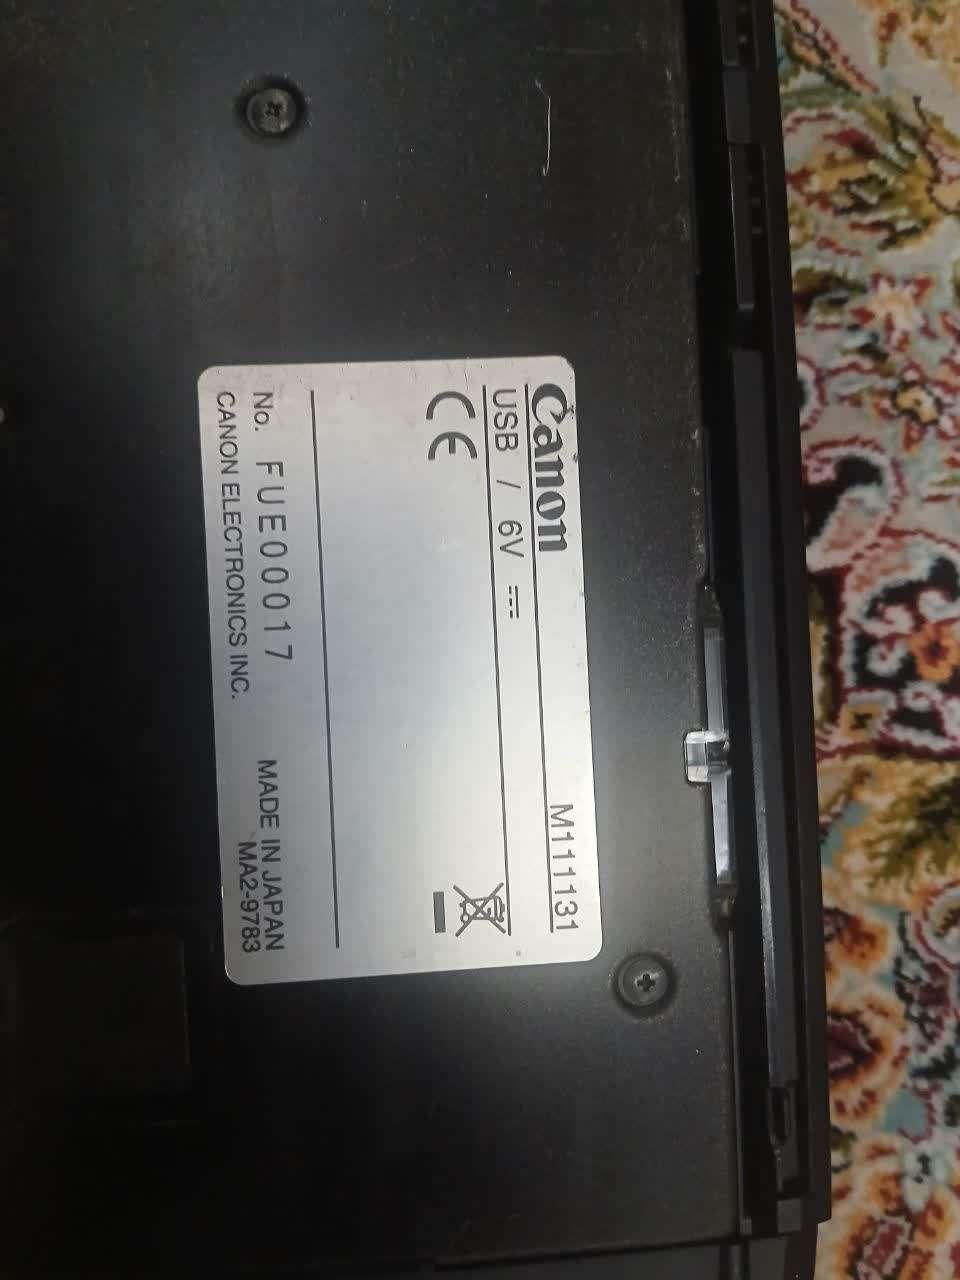 Canon M111131
USB / 6V
CE
No. FUE00017 MADE IN JAPAN
CANON ELECTRONICS INC. MA2-9783